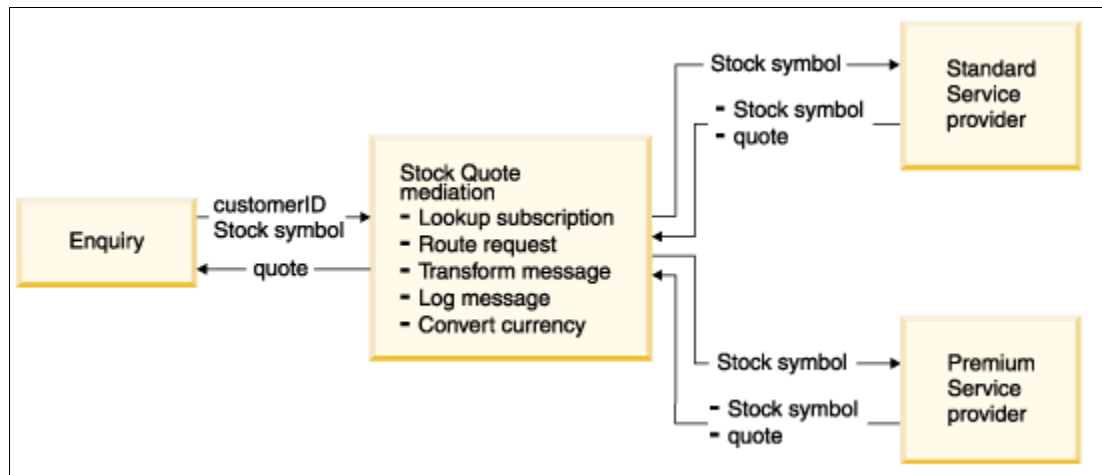 Enquiry
customerID
Stock symbol
quote
Stock Quote
mediation
- Lookup subscription
- Route request
- Transform message
- Log message
- Convert currency
Stock symbol
- Stock symbol
- quote
Standard
Service
provider
Stock symbol
- Stock symbol
- quote
Premium
Service
provider